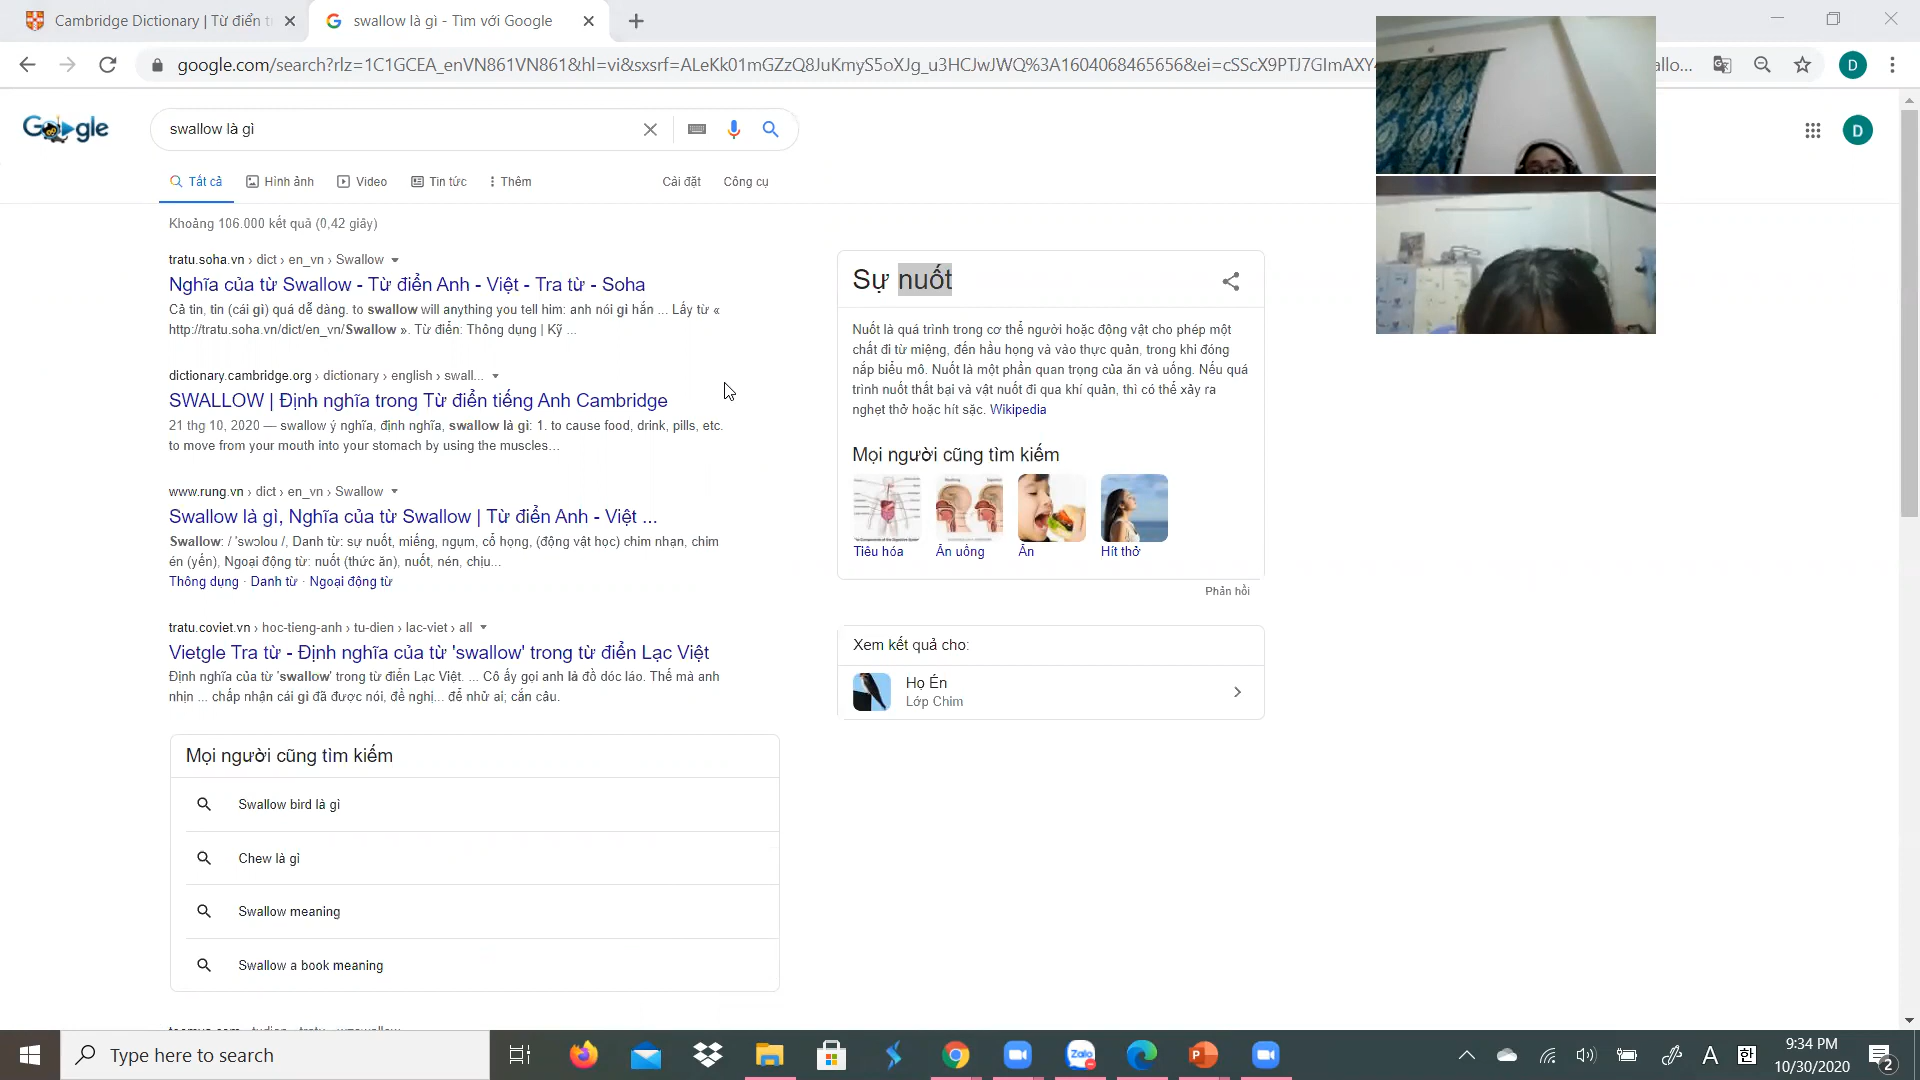 Cambridge Dictionary | Từ điển t
swallow là gì - Tìm với Google
google.com/search?rlz=1C1GCEA_enVN861VN861&hl=vi&sxsrf=ALeKk01mGZzQ8JuKmyS5oXJg_u3HCJwJWQ%3A1604068465656&ei=cSScX9PTJ7GImAXY
allo...
D
Google
swallow là gì
D
Tất cả
Hình ảnh
Video
Tin tức
Thêm
Cài đặt
Công cụ
Khoảng 106.000 kết quả (0,42 giây)
tratu.soha.vn › dict › en_vn › Swallow
Nghĩa của từ Swallow - Từ điển Anh - Việt - Tra từ - Soha
Cả tin, tin (cái gì) quá dễ dàng. to swallow will anything you tell him: anh nói gì hắn ... Lấy từ «
http://tratu.soha.vn/dict/en_vn/Swallow ». Từ điển: Thông dụng | Kỹ ...
dictionary.cambridge.org › dictionary › english › swall...
SWALLOW | Định nghĩa trong Từ điển tiếng Anh Cambridge
21 thg 10, 2020 — swallow ý nghĩa, định nghĩa, swallow là gì: 1. to cause food, drink, pills, etc.
to move from your mouth into your stomach by using the muscles...
www.rung.vn › dict › en_vn › Swallow
Swallow là gì, Nghĩa của từ Swallow | Từ điển Anh - Việt ...
Swallow: / 'swɔlou /, Danh từ: sự nuốt, miếng, ngụm, cổ họng, (động vật học) chim nhạn, chim
én (yến), Ngoại động từ: nuốt (thức ăn), nuốt, nén, chịu...
Thông dụng · Danh từ · Ngoại động từ
tratu.coviet.vn › hoc-tieng-anh › tu-dien › lac-viet › all
Vietgle Tra từ - Định nghĩa của từ 'swallow' trong từ điển Lạc Việt
Định nghĩa của từ 'swallow' trong từ điển Lạc Việt. ... Cô ấy gọi anh là đồ dóc láo. Thế mà anh
nhịn ... chấp nhận cái gì đã được nói, đề nghị... để nhử ai; cắn câu.
Mọi người cũng tìm kiếm
Swallow bird là gì
Chew là gì
Swallow meaning
Swallow a book meaning
Sự nuốt
Nuốt là quá trình trong cơ thể người hoặc động vật cho phép một
chất đi từ miệng, đến hầu họng và vào thực quản, trong khi đóng
nắp biểu mô. Nuốt là một phần quan trọng của ăn và uống. Nếu quá
trình nuốt thất bại và vật nuốt đi qua khí quản, thì có thể xảy ra
nghẹt thở hoặc hít sặc. Wikipedia
Mọi người cũng tìm kiếm
Tiêu hóa
Ăn uống
Ăn
Hít thở
Phản hồi
Xem kết quả cho:
Họ Én
Lớp Chim
Type here to search
Zalo
A
한
9:34 PM
10/30/2020
2